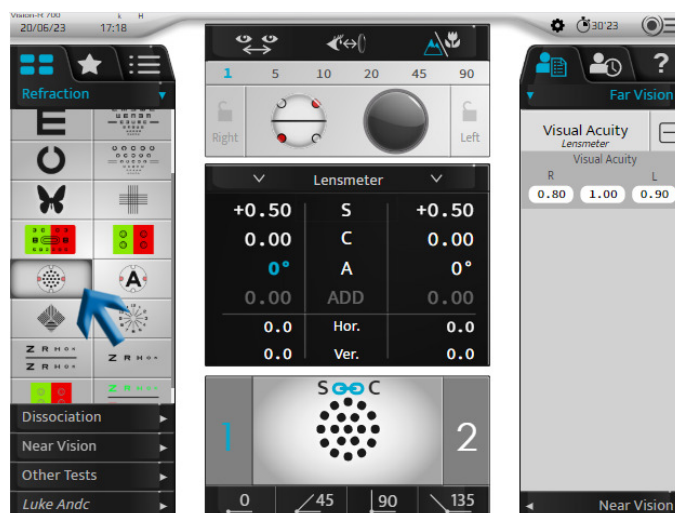 Vision-R 700
k H
20/06/23 17:18
30'23
Refraction
Far Vision
1 5 10 20 45 90
Right Left
Visual Acuity
Lensmeter
Visual Acuity
R L
0.80 1.00 0.90
Lensmeter
+0.50 S +0.50
0.00 C 0.00
0° A 0°
0.00 ADD 0.00
0.0 Hor. 0.0
0.0 Ver. 0.0
E
A
Z R H O
Z R H O
Z R H
S C
1 2
Dissociation
Near Vision
Other Tests
Luke Andc
0 45 90 135
Near Vision